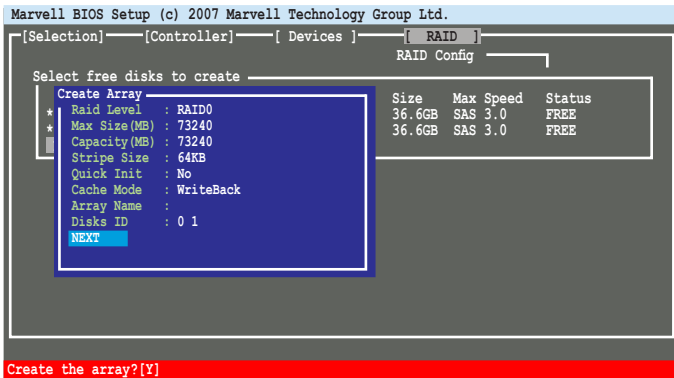 Marvell BIOS Setup (c) 2007 Marvell Technology Group Ltd.
[Selection] [Controller] [ Devices ] [ RAID ]
RAID Config
Select free disks to create
Create Array
Size Max Speed Status
* 36.6GB SAS 3.0 FREE
* 36.6GB SAS 3.0 FREE
Raid Level : RAID0
Max Size(MB) : 73240
Capacity(MB) : 73240
Stripe Size : 64KB
Quick Init : No
Cache Mode : WriteBack
Array Name :
Disks ID : 0 1
NEXT
Create the array?[Y]